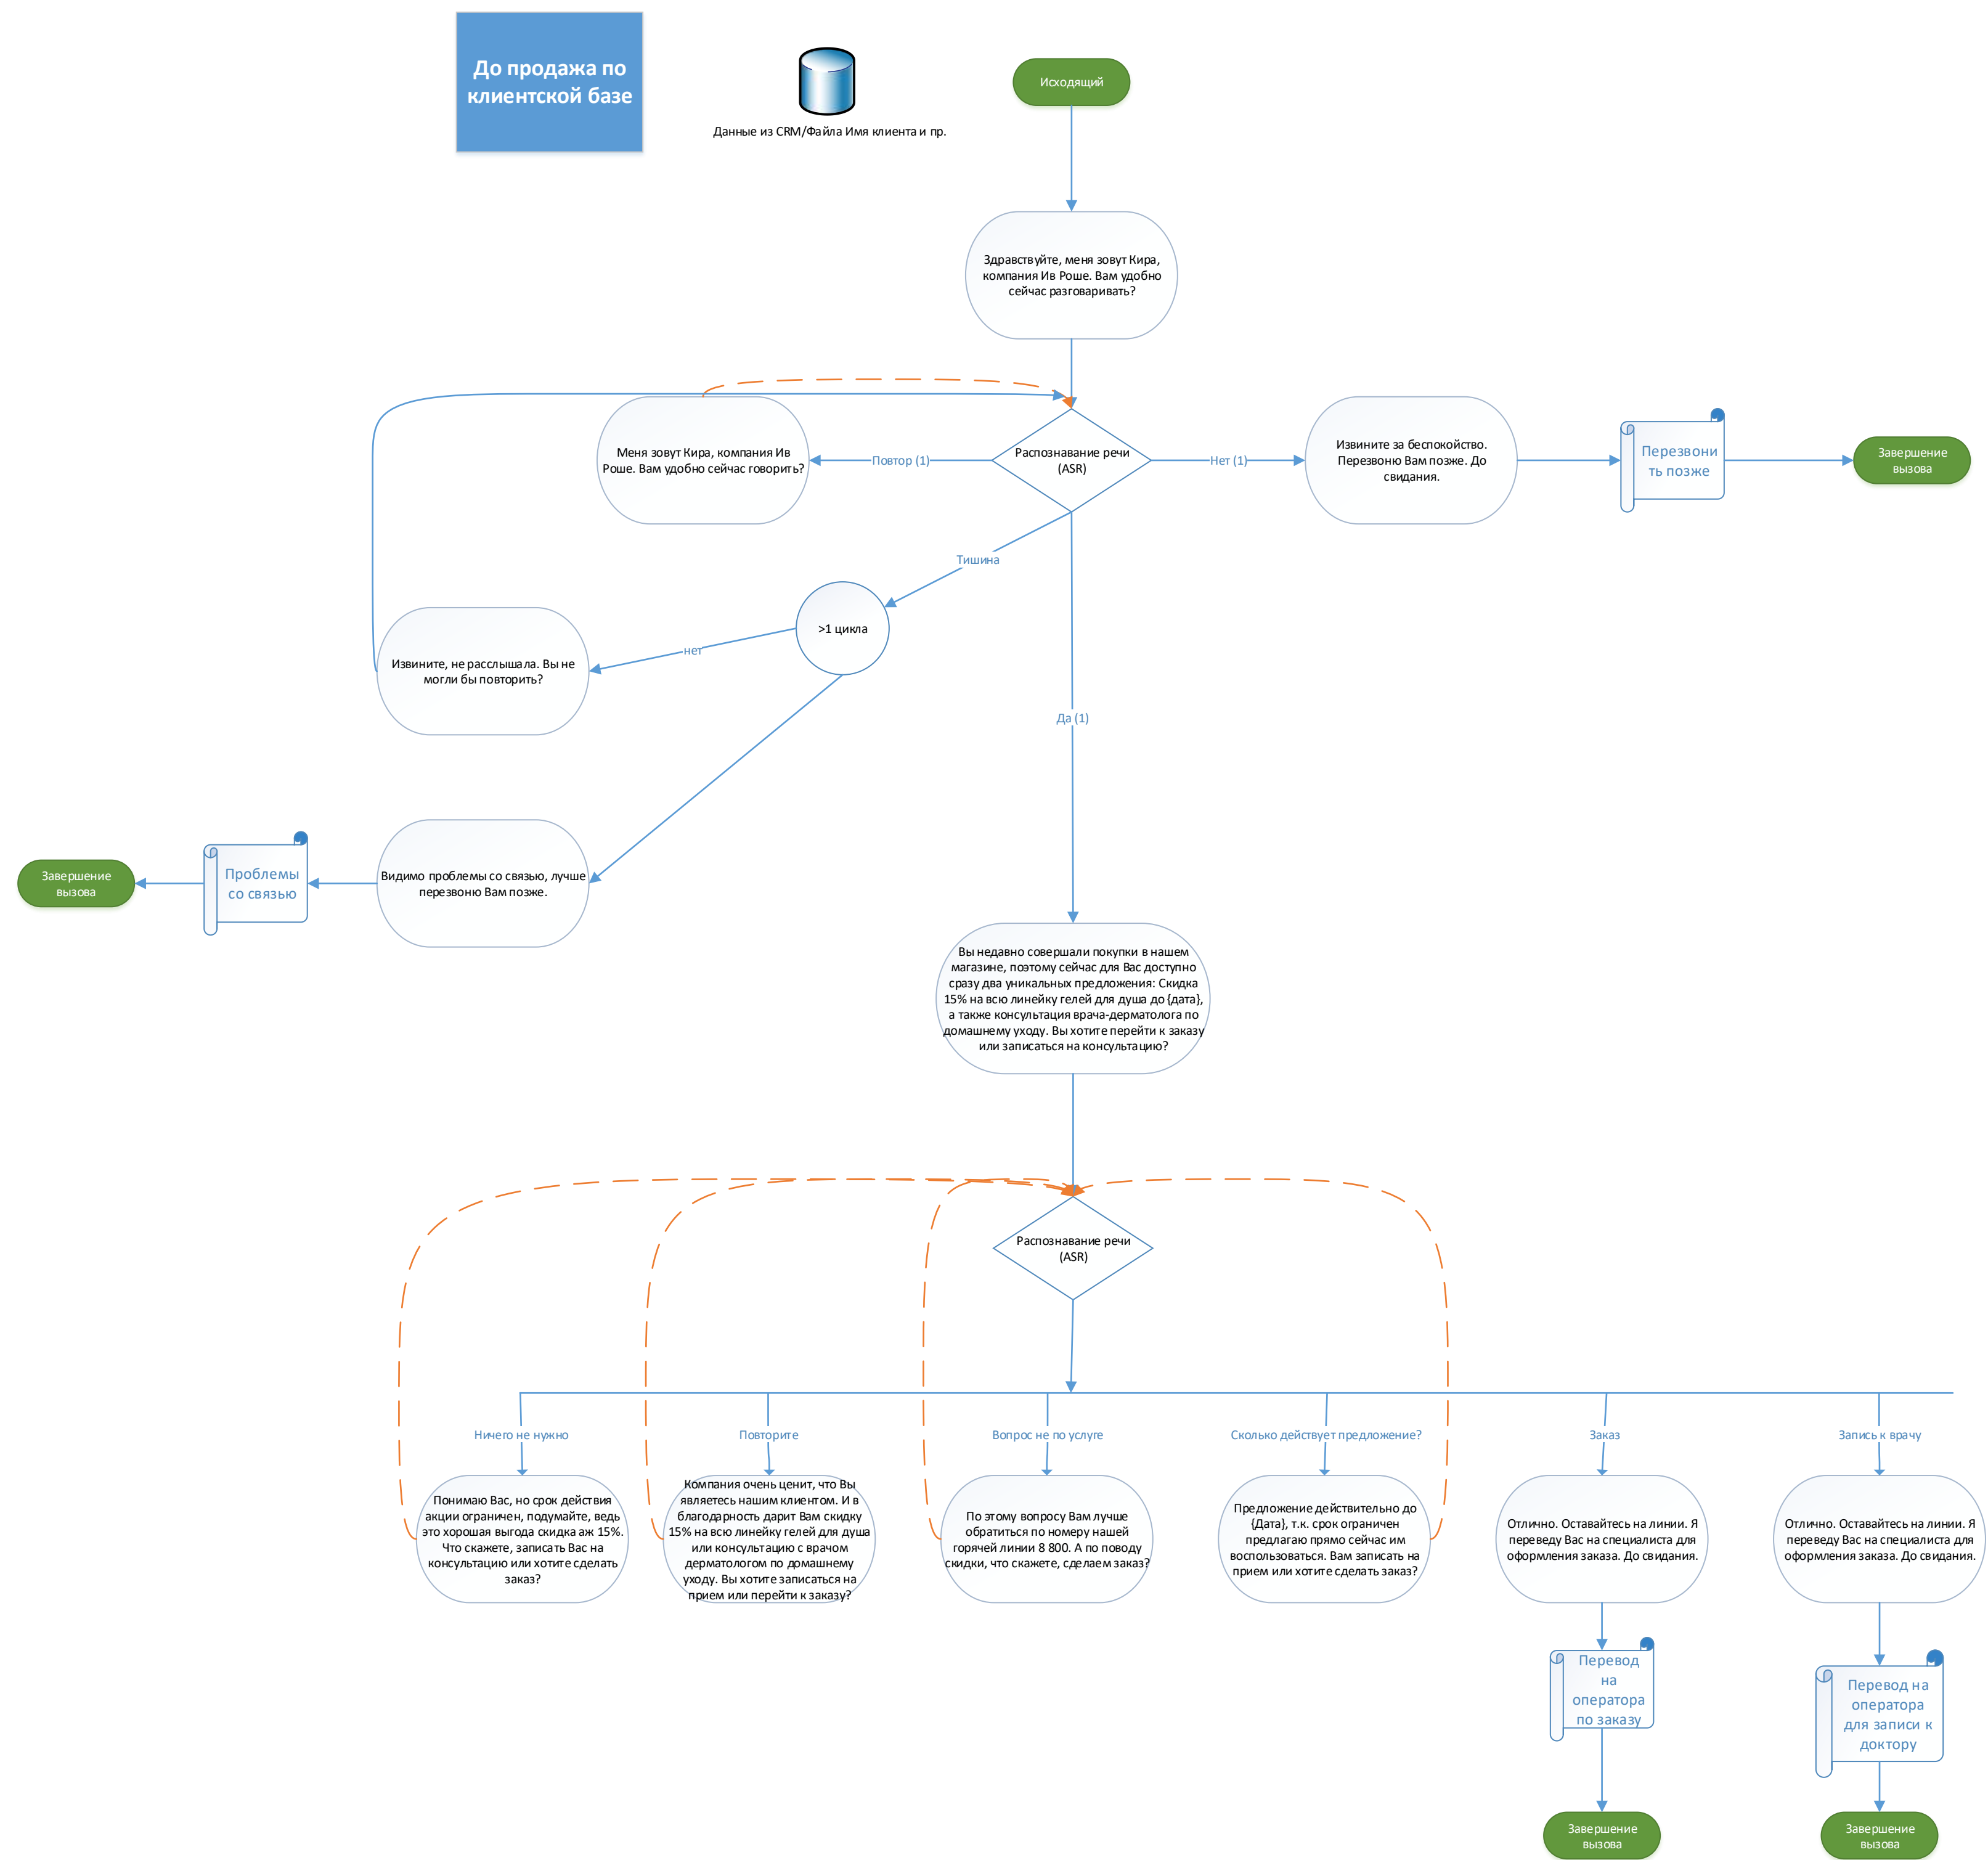 До продажа по
клиентской базе
Данные из CRM/Файла Имя клиента и пр.
Исходящий
Здравствуйте, меня зовут Кира,
компания Ив Роше. Вам удобно
сейчас разговаривать?
Меня зовут Кира, компания Ив
Роше. Вам удобно сейчас говорить?
Повтор (1)
Распознавание речи
(ASR)
Нет (1)
Извините за беспокойство.
Перезвоню Вам позже. До
свидания.
Перезвони
ть позже
Завершение
вызова
Тишина
>1 цикла
нет
Извините, не расслышала. Вы не
могли бы повторить?
Да (1)
Завершение
вызова
Проблемы
со связью
Видимо проблемы со связью, лучше
перезвоню Вам позже.
Вы недавно совершали покупки в нашем
магазине, поэтому сейчас для Вас доступно
сразу два уникальных предложения: Скидка
15% на всю линейку гелей для душа до {дата},
а также консультация врача-дерматолога по
домашнему уходу. Вы хотите перейти к заказу
или записаться на консультацию?
Распознавание речи
(ASR)
Ничего не нужно
Повторите
Вопрос не по услуге
Сколько действует предложение?
Заказ
Запись к врачу
Понимаю Вас, но срок действия
акции ограничен, подумайте, ведь
это хорошая выгода скидка аж 15%.
Что скажете, записать Вас на
консультацию или хотите сделать
заказ?
Компания очень ценит, что Вы
являетесь нашим клиентом. И в
благодарность дарит Вам скидку
15% на всю линейку гелей для душа
или консультацию с врачом
дерматологом по домашнему
уходу. Вы хотите записаться на
прием или перейти к заказу?
По этому вопросу Вам лучше
обратиться по номеру нашей
горячей линии 8 800. А по поводу
скидки, что скажете, сделаем заказ?
Предложение действительно до
{Дата}, т.к. срок ограничен
предлагаю прямо сейчас им
воспользоваться. Вам записать на
прием или хотите сделать заказ?
Отлично. Оставайтесь на линии. Я
переведу Вас на специалиста для
оформления заказа. До свидания.
Отлично. Оставайтесь на линии. Я
переведу Вас на специалиста для
оформления заказа. До свидания.
Перевод
на
оператора
по заказу
Перевод на
оператора
для записи к
доктору
Завершение
вызова
Завершение
вызова